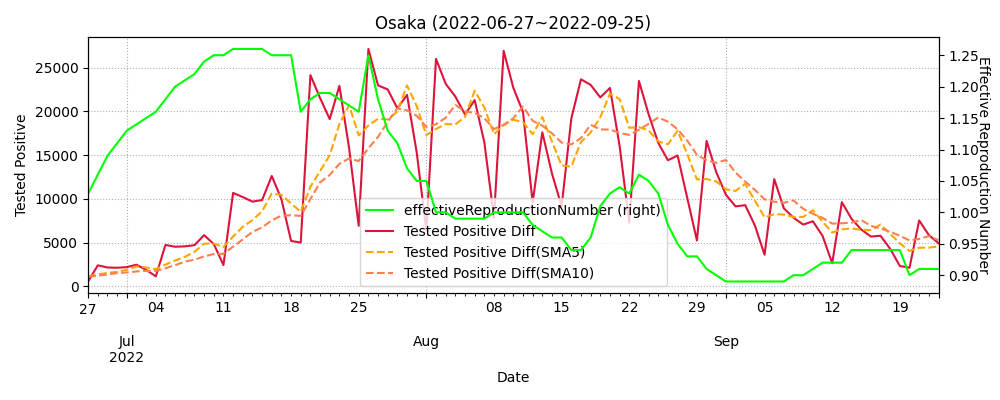 Osaka (2022-06-27~2022-09-25)
Tested Positive
25000
20000
15000
10000
5000
0
1.25
1.20
1.15
1.10
1.05
1.00
0.95
0.90
Effective Reproduction Number
effectiveReproductionNumber (right)
Tested Positive Diff
Tested Positive Diff(SMA5)
Tested Positive Diff(SMA10)
27 04 11 18 25 08 15 22 29 05 12 19
Jul Aug Sep
2022
Date